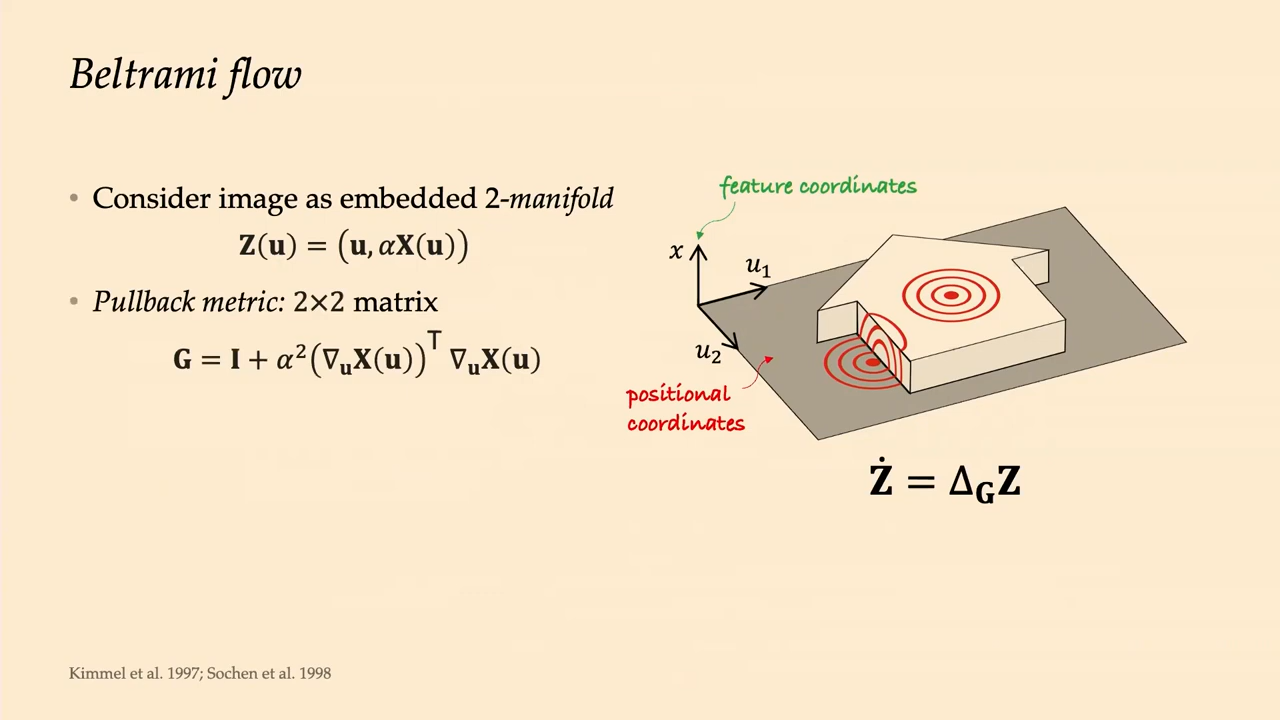 Beltrami flow
• Consider image as embedded 2-manifold
Z(u) = (u, αX(u))
• Pullback metric: 2×2 matrix
G = I + α²(∇ᵤX(u))ᵀ ∇ᵤX(u)
feature coordinates
x
u₁
u₂
positional
coordinates
Ż = Δ_G Z
Kimmel et al. 1997; Sochen et al. 1998